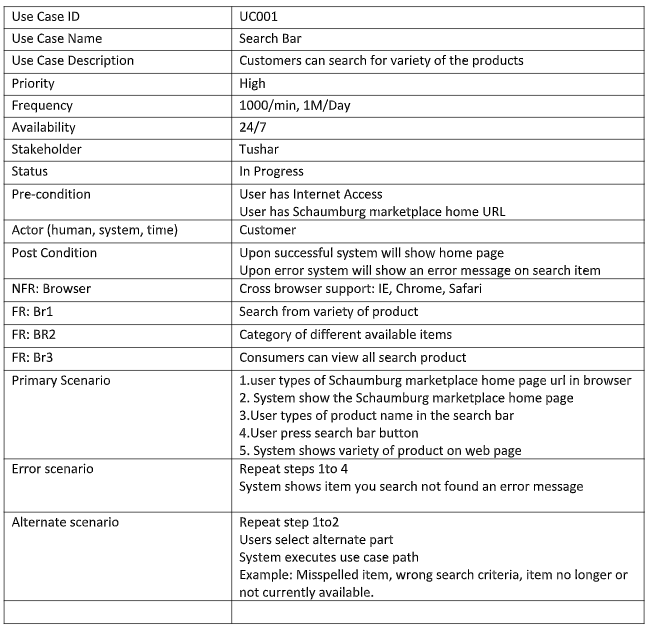 Use Case ID UC001
Use Case Name Search Bar
Use Case Description Customers can search for variety of the products
Priority High
Frequency 1000/min, 1M/Day
Availability 24/7
Stakeholder Tushar
Status In Progress
Pre-condition User has Internet Access
User has Schaumburg marketplace home URL
Actor (human, system, time) Customer
Post Condition Upon successful system will show home page
Upon error system will show an error message on search item
NFR: Browser Cross browser support: IE, Chrome, Safari
FR: Br1 Search from variety of product
FR: BR2 Category of different available items
FR: Br3 Consumers can view all search product
Primary Scenario 1.user types of Schaumburg marketplace home page url in browser
2. System show the Schaumburg marketplace home page
3.User types of product name in the search bar
4.User press search bar button
5. System shows variety of product on web page
Error scenario Repeat steps 1to 4
System shows item you search not found an error message
Alternate scenario Repeat step 1to2
Users select alternate part
System executes use case path
Example: Misspelled item, wrong search criteria, item no longer or
not currently available.